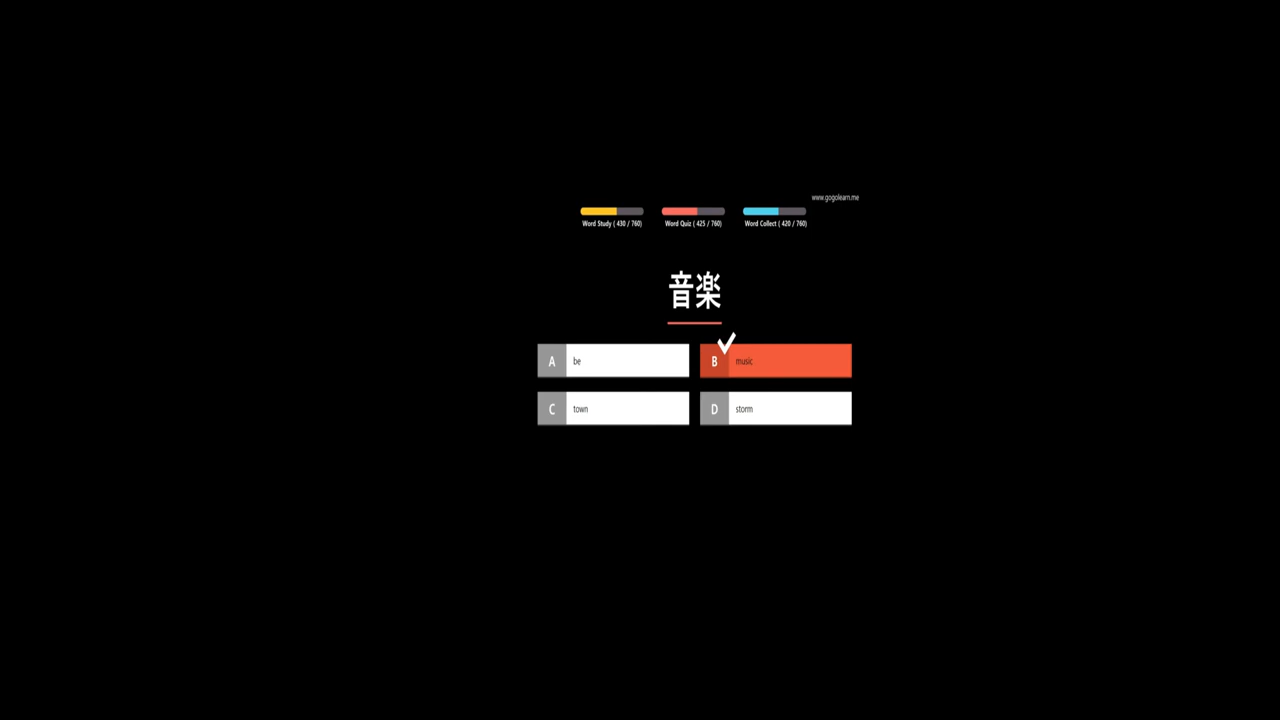 www.gogolearn.me
Word Study ( 430 / 760)
Word Quiz ( 425 / 760)
Word Collect ( 420 / 760)
音楽
A be
B music
C town
D storm